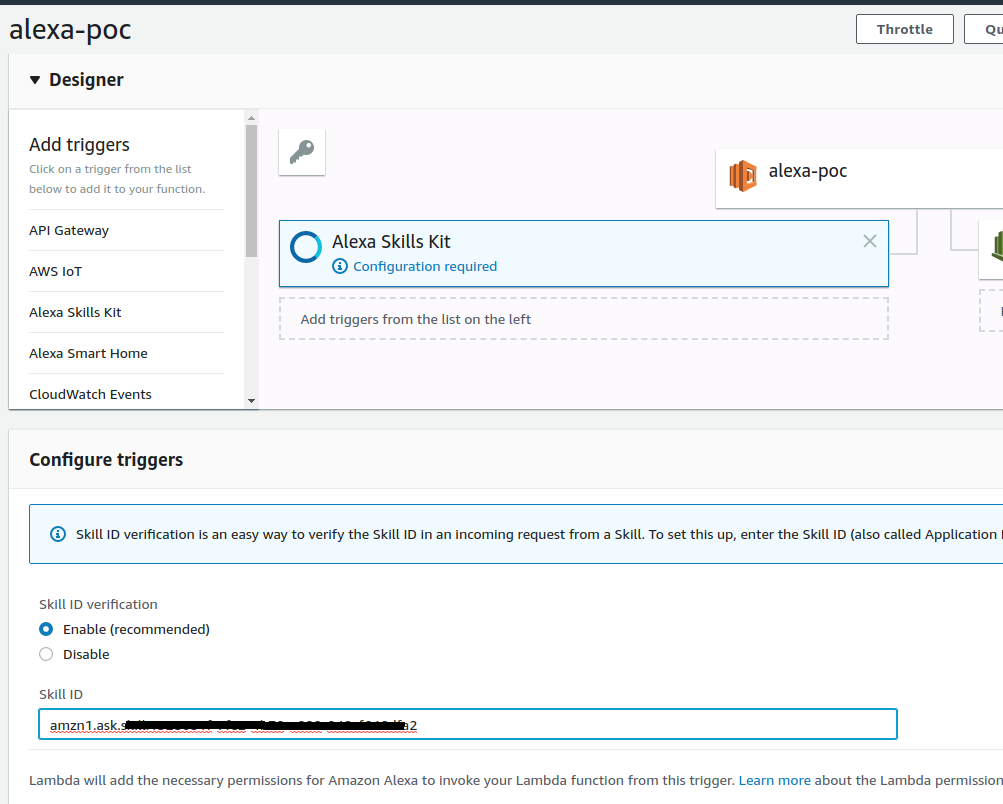 alexa-poc
Throttle
Designer
Add triggers
Click on a trigger from the list
below to add it to your function.
API Gateway
AWS IoT
Alexa Skills Kit
Alexa Smart Home
CloudWatch Events
alexa-poc
Alexa Skills Kit
Configuration required
Add triggers from the list on the left
Configure triggers
Skill ID verification is an easy way to verify the Skill ID in an incoming request from a Skill. To set this up, enter the Skill ID (also called Application
Skill ID verification
Enable (recommended)
Disable
Skill ID
amzn1.ask.
Lambda will add the necessary permissions for Amazon Alexa to invoke your Lambda function from this trigger. Learn more about the Lambda permission